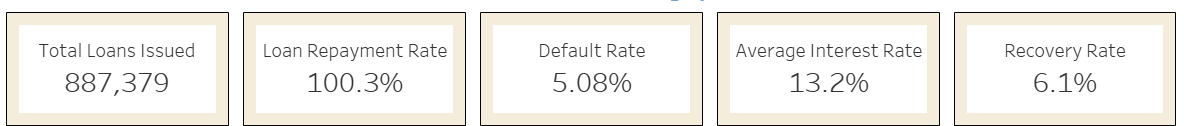 Total Loans Issued
887,379
Loan Repayment Rate
100.3%
Default Rate
5.08%
Average Interest Rate
13.2%
Recovery Rate
6.1%